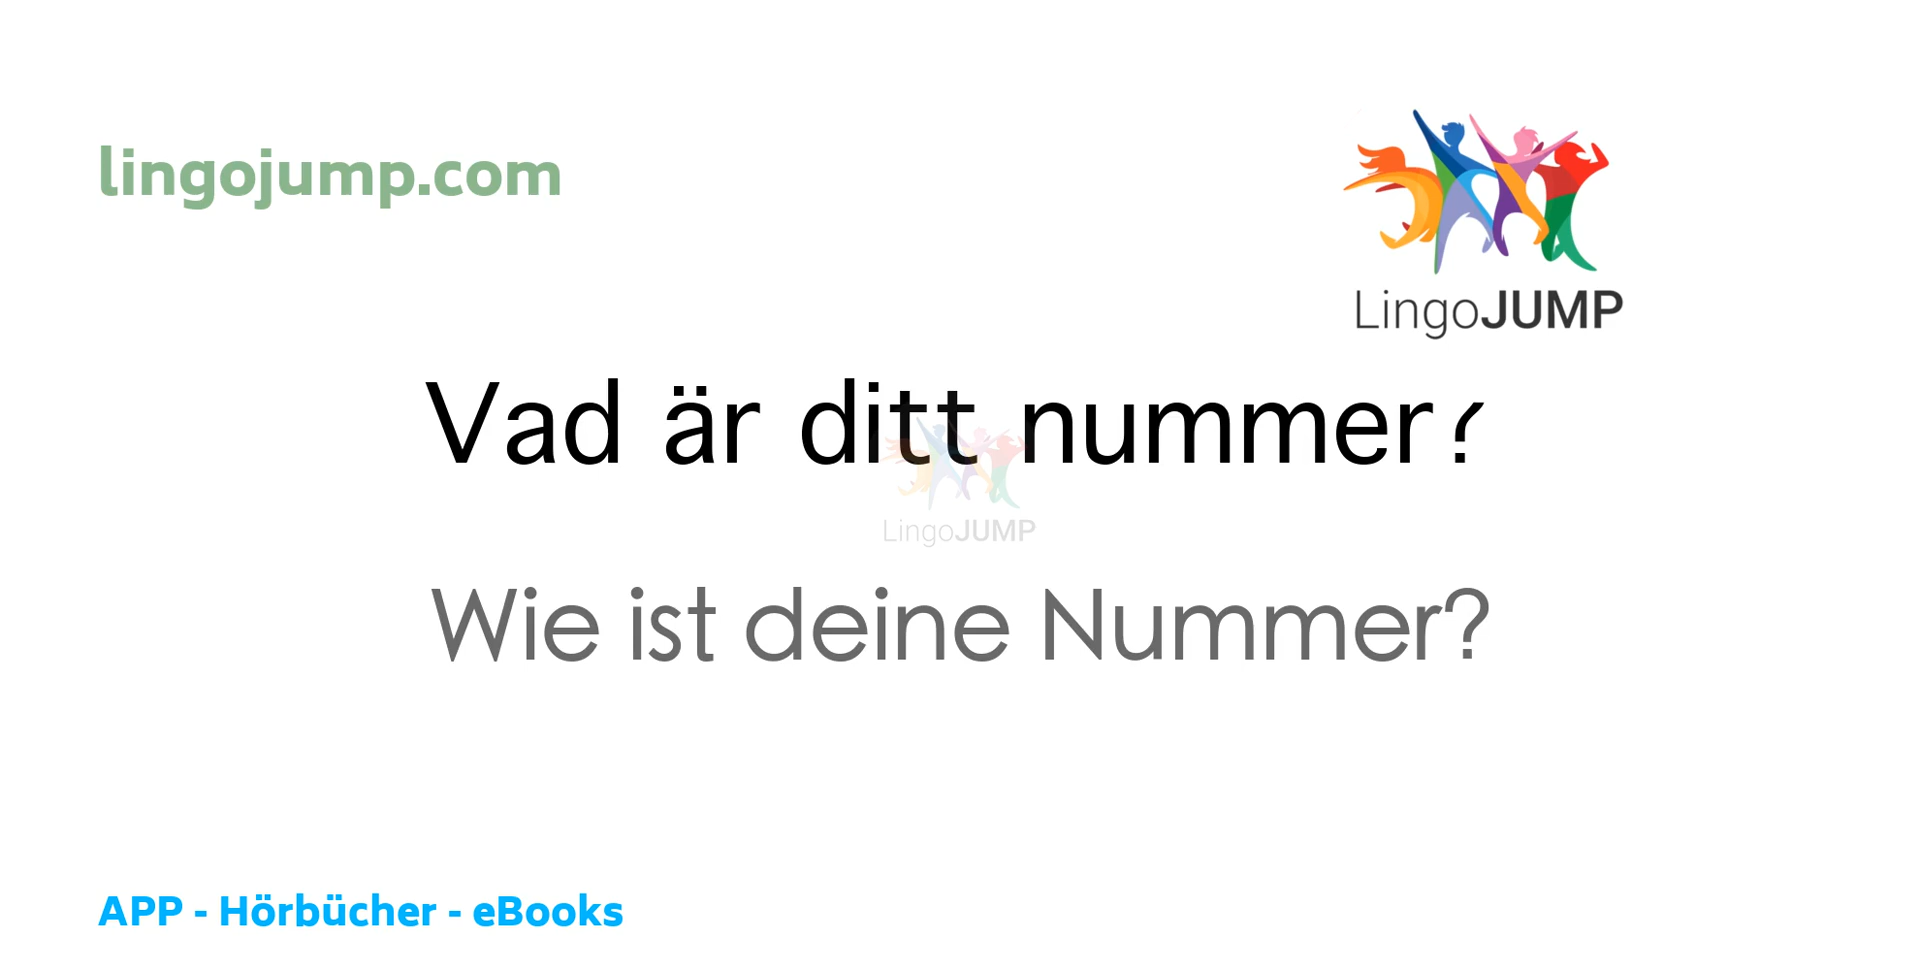 lingojump.com
LingoJUMP
Vad är ditt nummer?
LingoJUMP
Wie ist deine Nummer?
APP - Hörbücher - eBooks